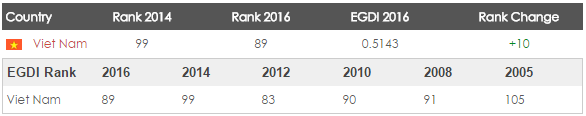 Country Rank 2014 Rank 2016 EGDI 2016 Rank Change
Viet Nam 99 89 0.5143 +10
EGDI Rank 2016 2014 2012 2010 2008 2005
Viet Nam 89 99 83 90 91 105